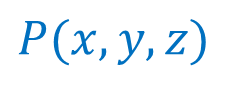 P(x, y, z)